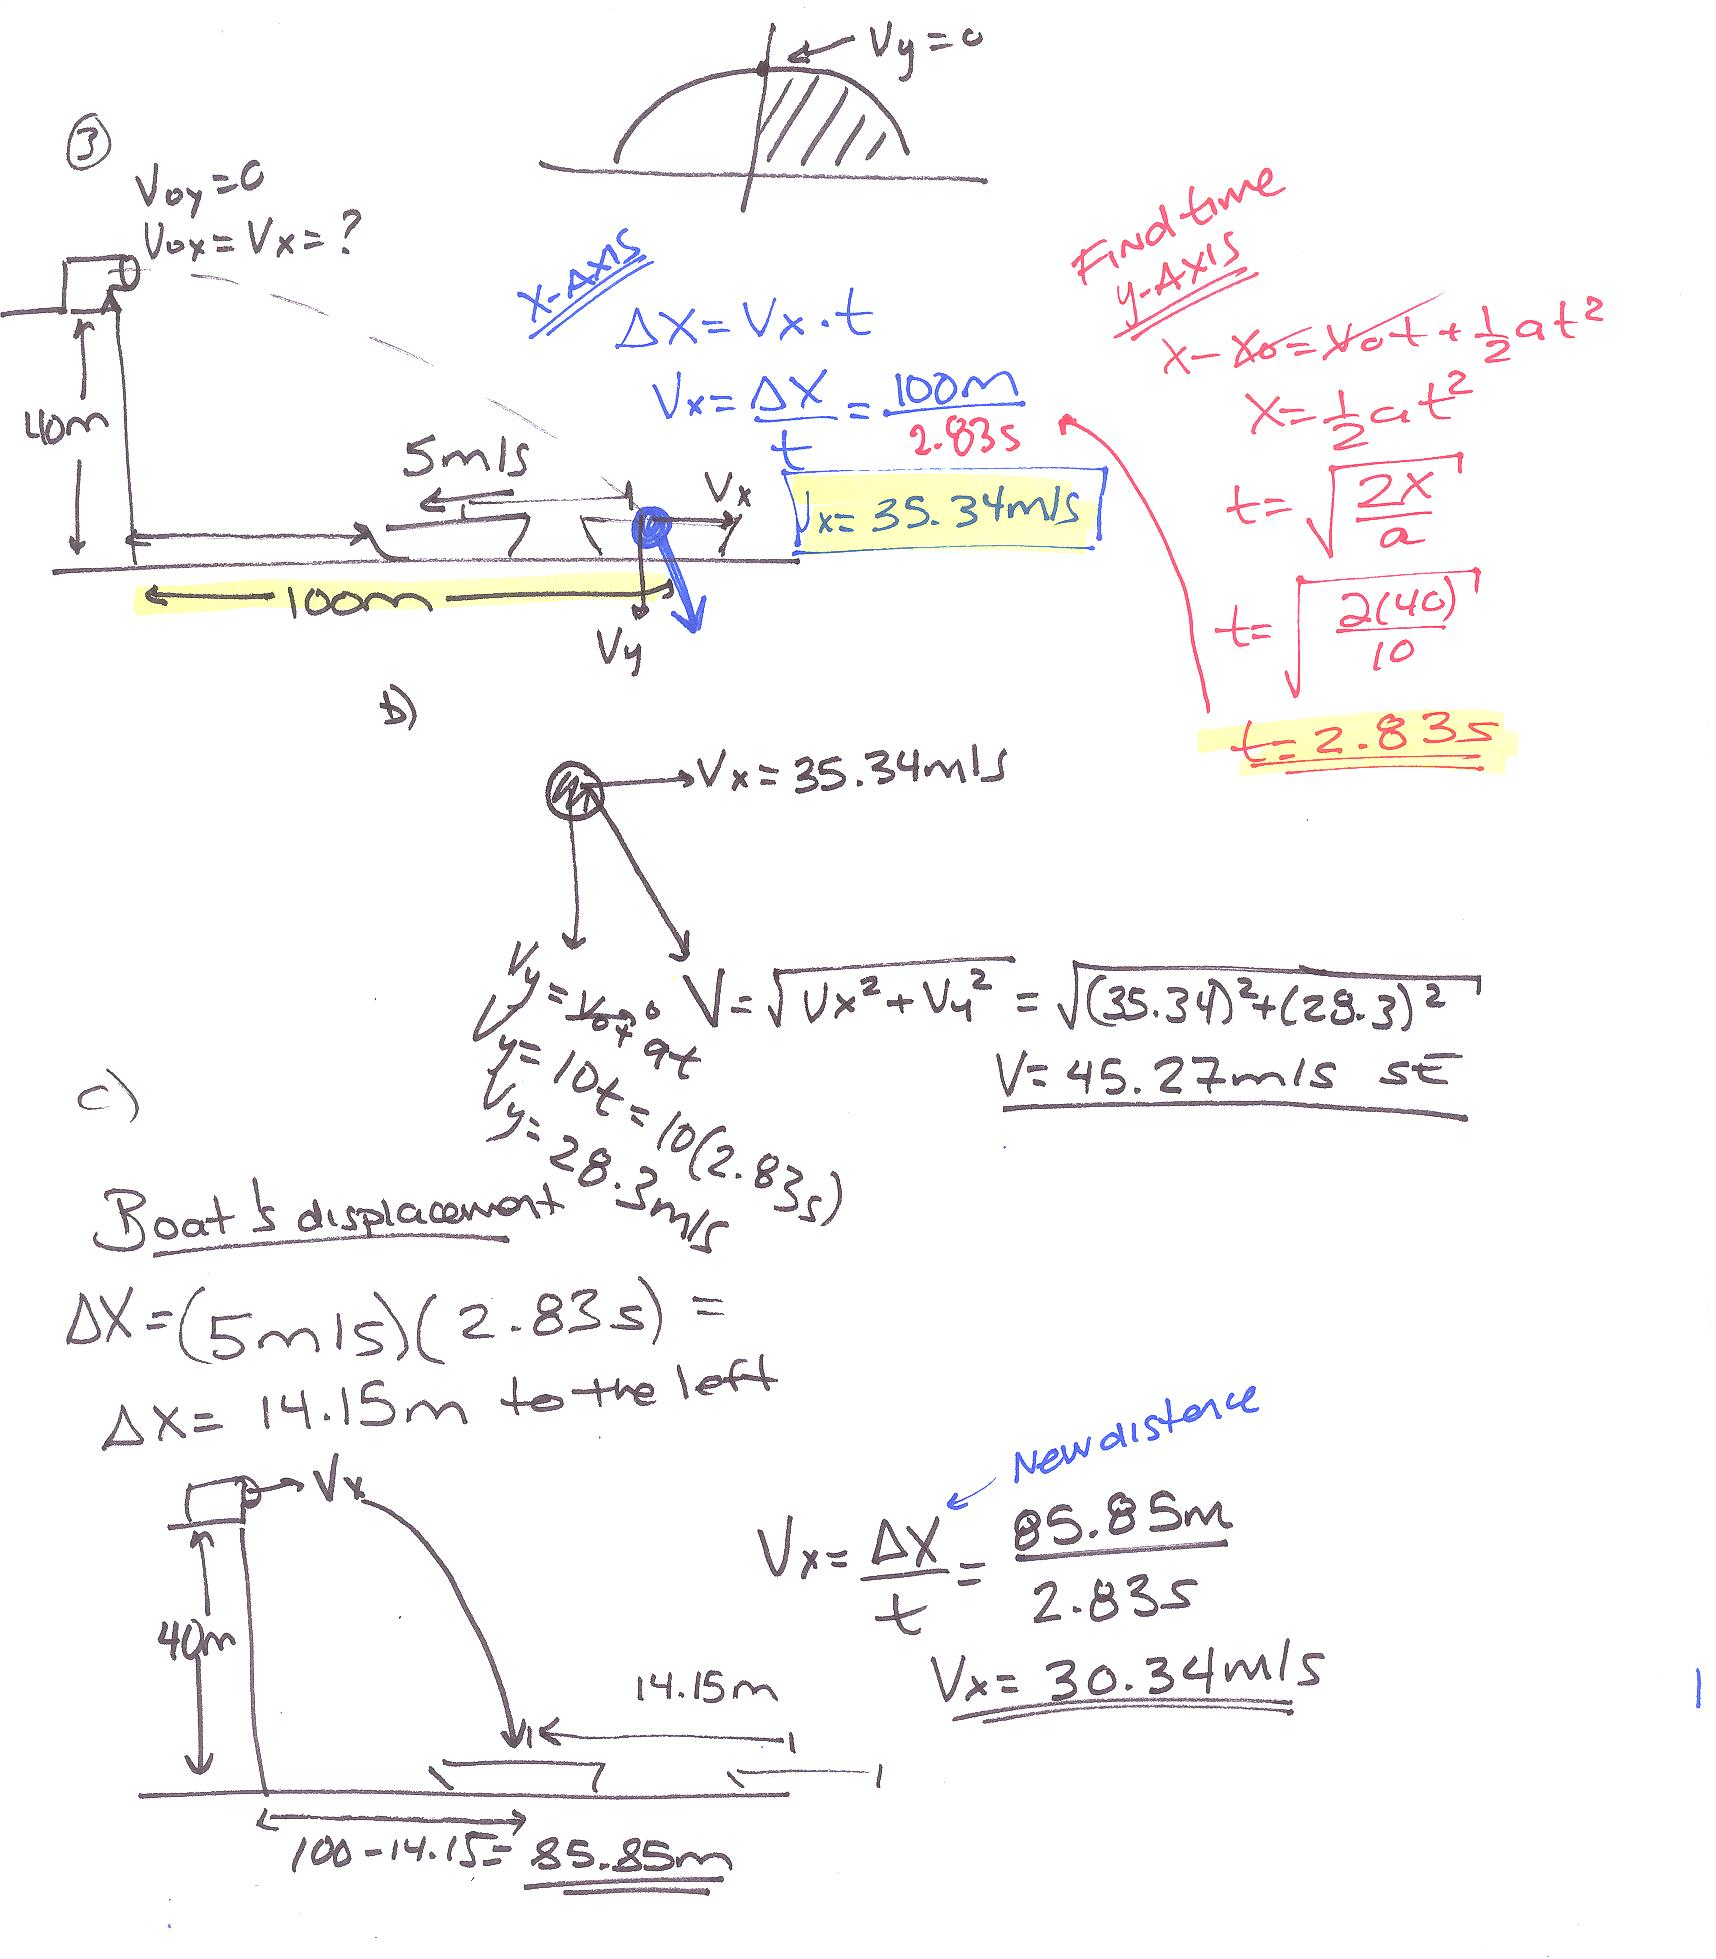 Vy=0
③
Voy=0
Vox=Vx=?
X-AXIS
ΔX=Vx·t
Vx=ΔX/t=100m/2.83s
Vx=35.34m/s
Find time
y-AXIS
x-xo=Vot+½at²
X=½at²
t=√(2X/a)
t=√(2(40)/10)
t=2.83s
40m
5m/s
Vx
100m
Vy
b)
Vx=35.34m/s
Vy=Vo+at
0
Vy=10t=10(2.83s)
Vy=28.3m/s
V=√(Vx²+Vy²)=√((35.34)²+(28.3)²)
V=45.27m/s SE
c)
Boat's displacement
ΔX=(5m/s)(2.83s)=
ΔX=14.15m to the left
Vx
40m
14.15m
100-14.15=85.85m
New distance
Vx=ΔX/t=85.85m/2.83s
Vx=30.34m/s